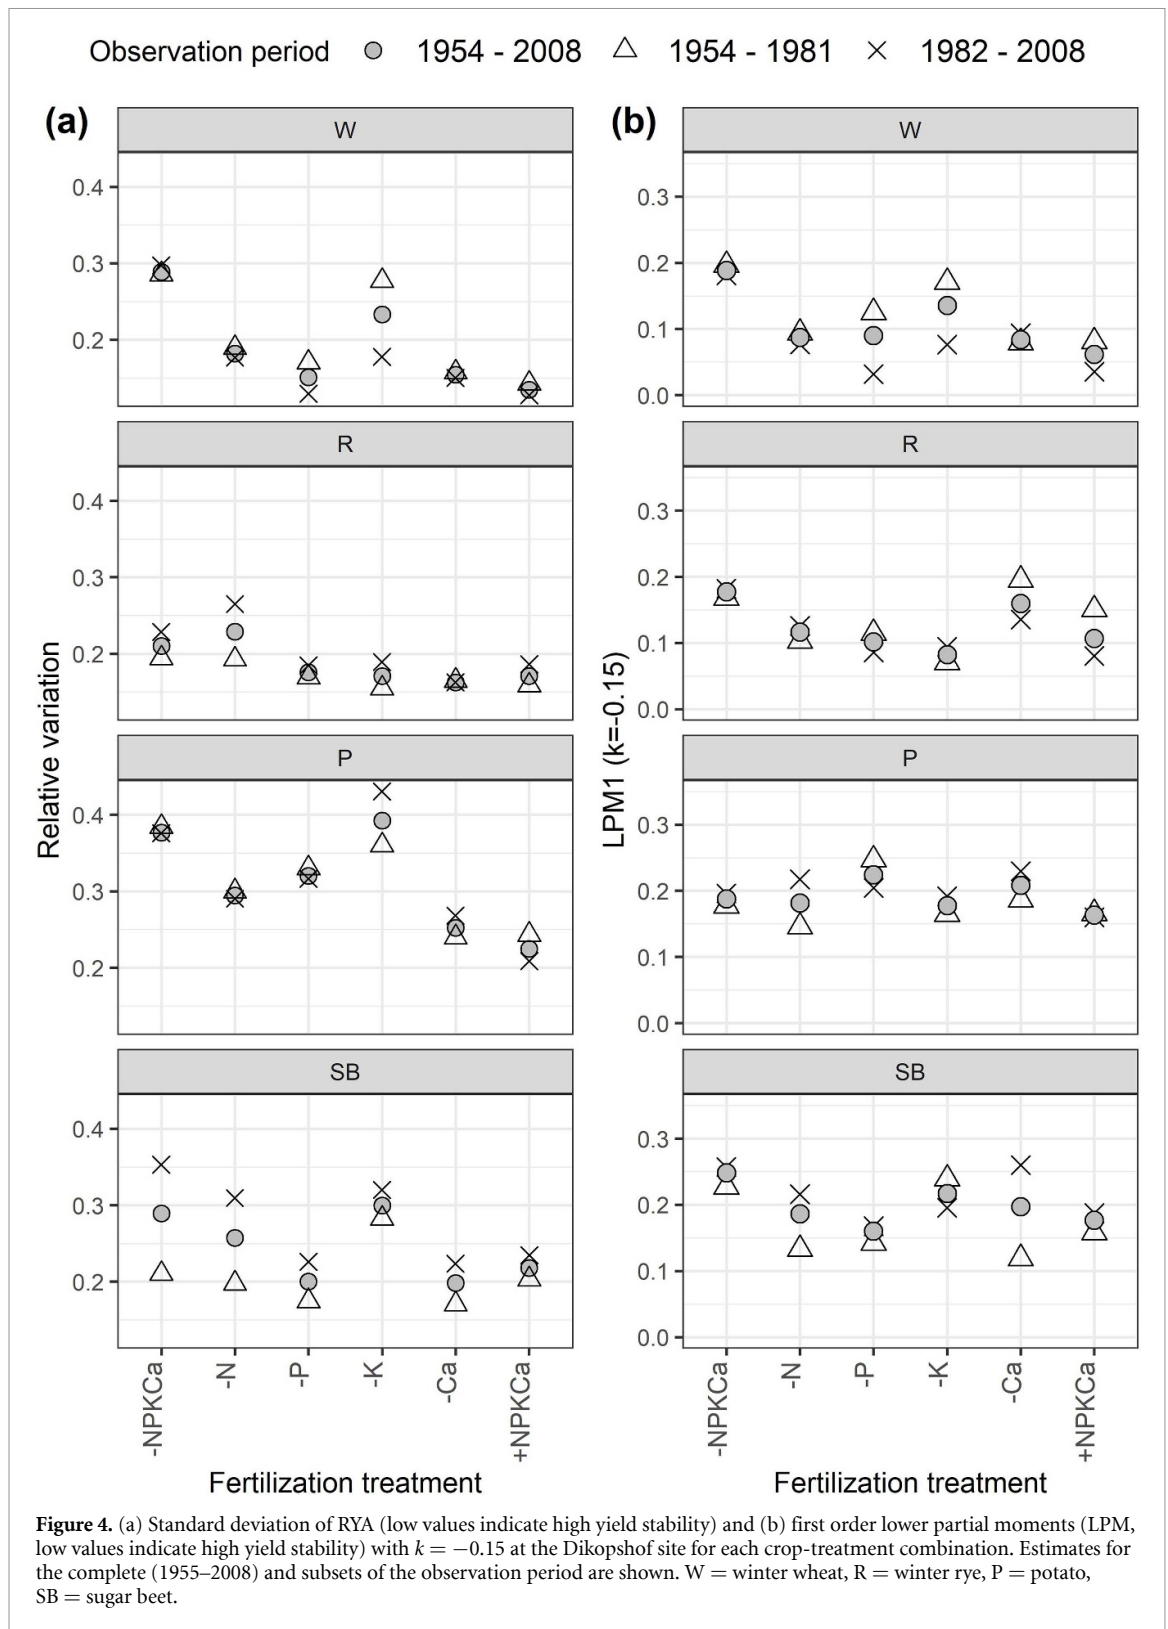 Observation period 1954 - 2008 1954 - 1981 1982 - 2008
(a)
W
0.4
0.3
0.2
R
0.4
0.3
0.2
P
0.4
0.3
0.2
SB
0.4
0.3
0.2
Relative variation
-NPKCa
-N
-P
-K
-Ca
+NPKCa
Fertilization treatment
(b)
W
0.3
0.2
0.1
0.0
R
0.3
0.2
0.1
0.0
P
0.3
0.2
0.1
0.0
SB
0.3
0.2
0.1
0.0
LPM1 (k=-0.15)
-NPKCa
-N
-P
-K
-Ca
+NPKCa
Fertilization treatment
Figure 4. (a) Standard deviation of RYA (low values indicate high yield stability) and (b) first order lower partial moments (LPM,
low values indicate high yield stability) with k = −0.15 at the Dikopshof site for each crop-treatment combination. Estimates for
the complete (1955–2008) and subsets of the observation period are shown. W = winter wheat, R = winter rye, P = potato,
SB = sugar beet.